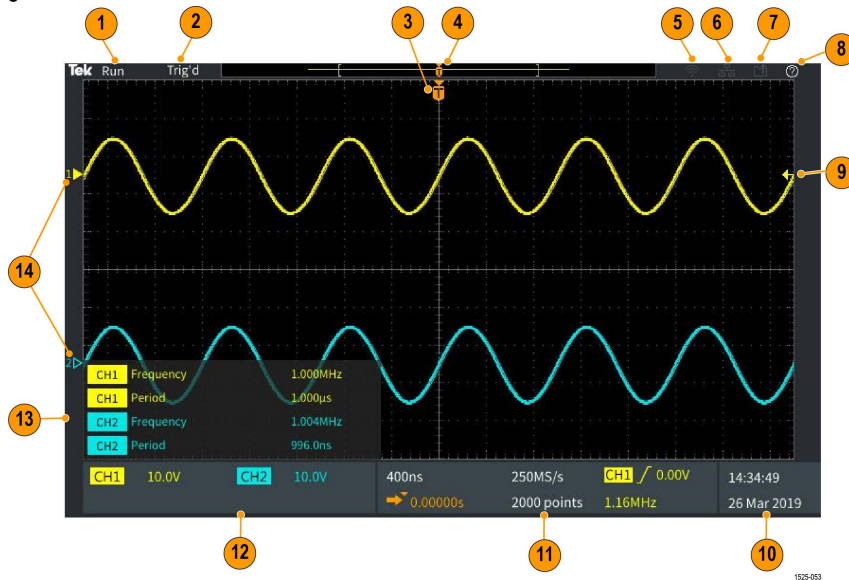 1
2
3
4
5
6
7
8
Tek Run Trig'd
T
T
?
1
9
14
2
CH1 Frequency 1.000MHz
CH1 Period 1.000µs
CH2 Frequency 1.004MHz
CH2 Period 996.0ns
13
CH1 10.0V CH2 10.0V 400ns 250MS/s CH1 0.00V 14:34:49
0.00000s 2000 points 1.16MHz 26 Mar 2019
12
11
10
1525-053